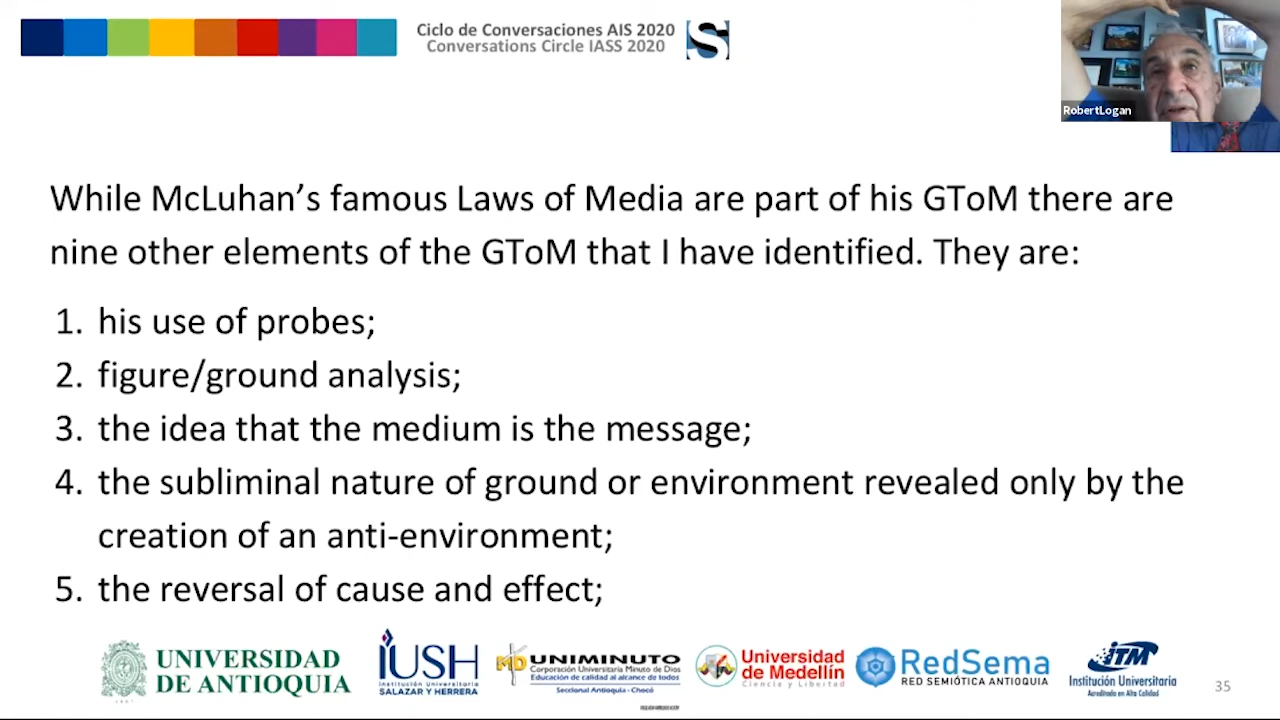 Ciclo de Conversaciones AIS 2020
Conversations Circle IASS 2020
S
RobertLogan
While McLuhan’s famous Laws of Media are part of his GToM there are
nine other elements of the GToM that I have identified. They are:
1. his use of probes;
2. figure/ground analysis;
3. the idea that the medium is the message;
4. the subliminal nature of ground or environment revealed only by the
creation of an anti-environment;
5. the reversal of cause and effect;
UNIVERSIDAD
DE ANTIOQUIA
IUSH
Institución Universitaria
SALAZAR Y HERRERA
MD UNIMINUTO
Corporación Universitaria Minuto de Dios
Educación de calidad al alcance de todos
Seccional Antioquia - Chocó
Universidad
de Medellín
Ciencia y Libertad
RedSema
RED SEMIÓTICA ANTIOQUIA
iTM
Institución Universitaria
Acreditada en Alta Calidad
35